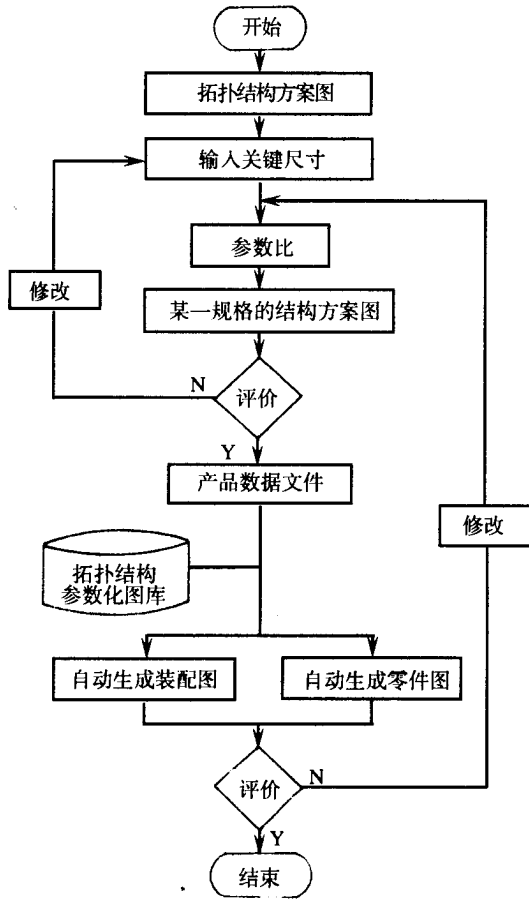 开始
拓扑结构方案图
输入关键尺寸
参数比
修改
某一规格的结构方案图
评价
N
Y
产品数据文件
修改
拓扑结构
参数化图库
自动生成装配图
自动生成零件图
评价
N
Y
结束